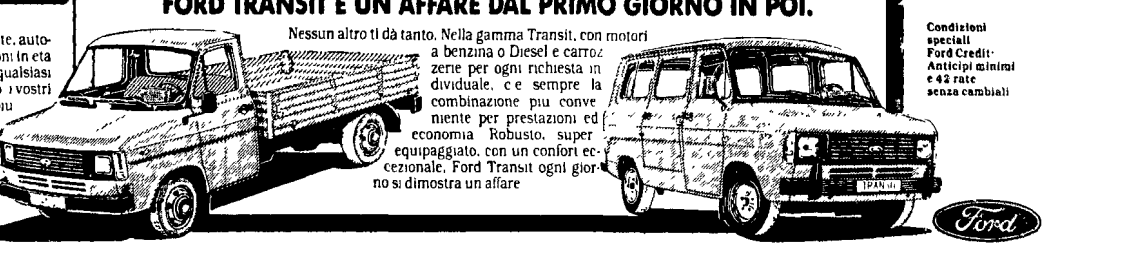 FORD TRANSIT È UN AFFARE DAL PRIMO GIORNO IN POI.
te, auto-
oni in età
qualsiasi
o i vostri
più
Nessun altro ti dà tanto. Nella gamma Transit, con motori
a benzina o Diesel e carroz
zerie per ogni richiesta in
dividuale, c e sempre la
combinazione più conve
niente per prestazioni ed
economia Robusto, super
equipaggiato, con un confort ec-
cezionale, Ford Transit ogni gior-
no si dimostra un affare
Condizioni
speciali
Ford Credit·
Anticipi minimi
e 42 rate
senza cambiali
TRANSIT
Ford